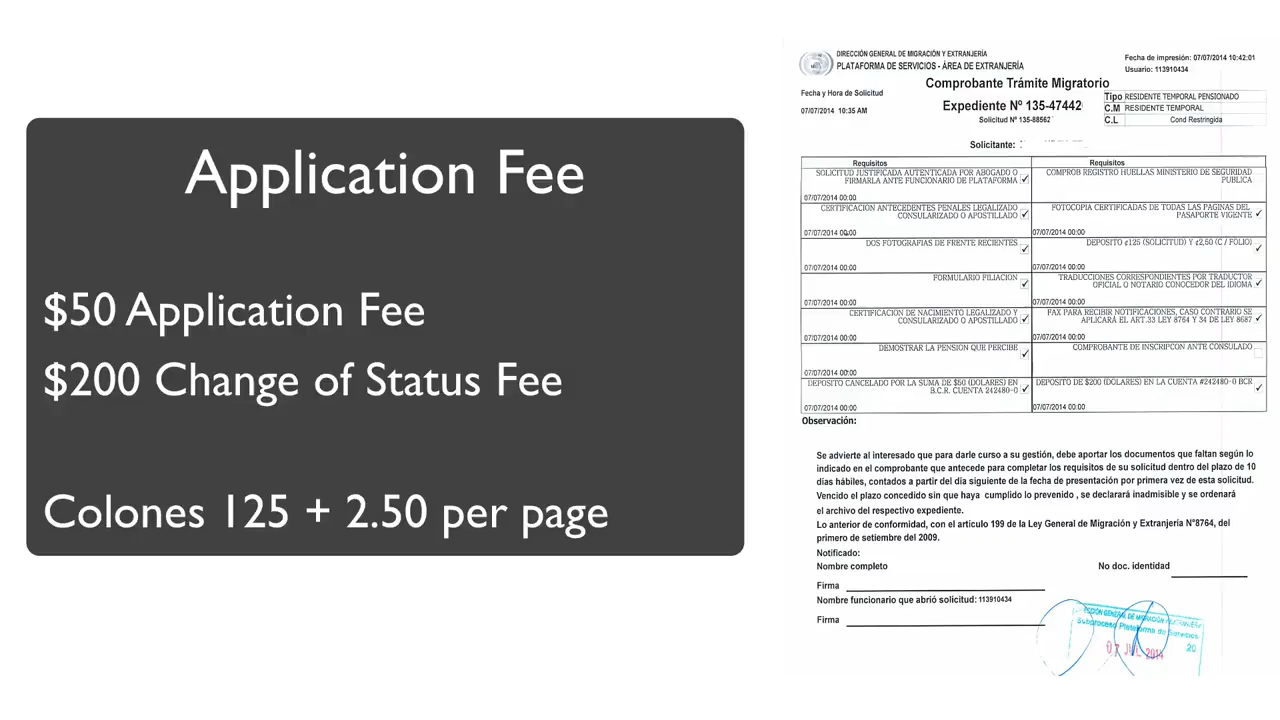 Application Fee
$50 Application Fee
$200 Change of Status Fee
Colones 125 + 2.50 per page
DIRECCIÓN GENERAL DE MIGRACIÓN Y EXTRANJERÍA
PLATAFORMA DE SERVICIOS - ÁREA DE EXTRANJERÍA
Fecha de impresión: 07/07/2014 10:42:01
Usuario: 113910434
Comprobante Trámite Migratorio
Fecha y Hora de Solicitud
07/07/2014 10:35 AM
Expediente Nº 135-47442
Solicitud Nº 135-88562
Tipo RESIDENTE TEMPORAL PENSIONADO
C.M RESIDENTE TEMPORAL
C.L Cond Restringida
Solicitante:
Requisitos
Requisitos
SOLICITUD JUSTIFICADA AUTENTICADA POR ABOGADO O
FIRMARLA ANTE FUNCIONARIO DE PLATAFORMA
07/07/2014 00:00
COMPROB REGISTRO HUELLAS MINISTERIO DE SEGURIDAD
PUBLICA
CERTIFICACION ANTECEDENTES PENALES LEGALIZADO
CONSULARIZADO O APOSTILLADO
07/07/2014 00:00
FOTOCOPIA CERTIFICADAS DE TODAS LAS PAGINAS DEL
PASAPORTE VIGENTE
07/07/2014 00:00
DOS FOTOGRAFIAS DE FRENTE RECIENTES
07/07/2014 00:00
DEPOSITO ¢125 (SOLICITUD) Y ¢2,50 (C / FOLIO)
07/07/2014 00:00
FORMULARIO FILIACION
07/07/2014 00:00
TRADUCCIONES CORRESPONDIENTES POR TRADUCTOR
OFICIAL O NOTARIO CONOCEDOR DEL IDIOMA
07/07/2014 00:00
CERTIFICACION DE NACIMIENTO LEGALIZADO Y
CONSULARIZADO O APOSTILLADO
07/07/2014 00:00
FAX PARA RECIBIR NOTIFICACIONES, CASO CONTRARIO SE
APLICARÁ EL ART.33 LEY 8764 Y 34 DE LEY 8687
07/07/2014 00:00
DEMOSTRAR LA PENSION QUE PERCIBE
07/07/2014 00:00
COMPROBANTE DE INSCRIPCON ANTE CONSULADO
DEPOSITO CANCELADO POR LA SUMA DE $50 (DOLARES) EN
B.C.R. CUENTA 242480-0
07/07/2014 00:00
DEPOSITO DE $200 (DOLARES) EN LA CUENTA #242480-0 BCR
07/07/2014 00:00
Observación:
Se advierte al interesado que para darle curso a su gestión, debe aportar los documentos que faltan según lo
indicado en el comprobante que antecede para completar los requisitos de su solicitud dentro del plazo de 10
días hábiles, contados a partir del día siguiente de la fecha de presentación por primera vez de esta solicitud.
Vencido el plazo concedido sin que haya cumplido lo prevenido , se declarará inadmisible y se ordenará
el archivo del respectivo expediente.
Lo anterior de conformidad, con el articulo 199 de la Ley General de Migración y Extranjería N°8764, del
primero de setiembre del 2009.
Notificado:
Nombre completo
No doc. identidad
Firma
Nombre funcionario que abrió solicitud: 113910434
Firma
DIRECCIÓN GENERAL DE MIGRACIÓN Y EXTRANJERÍA
Subproceso Plataforma de Servicios
07 JUL 2014
20